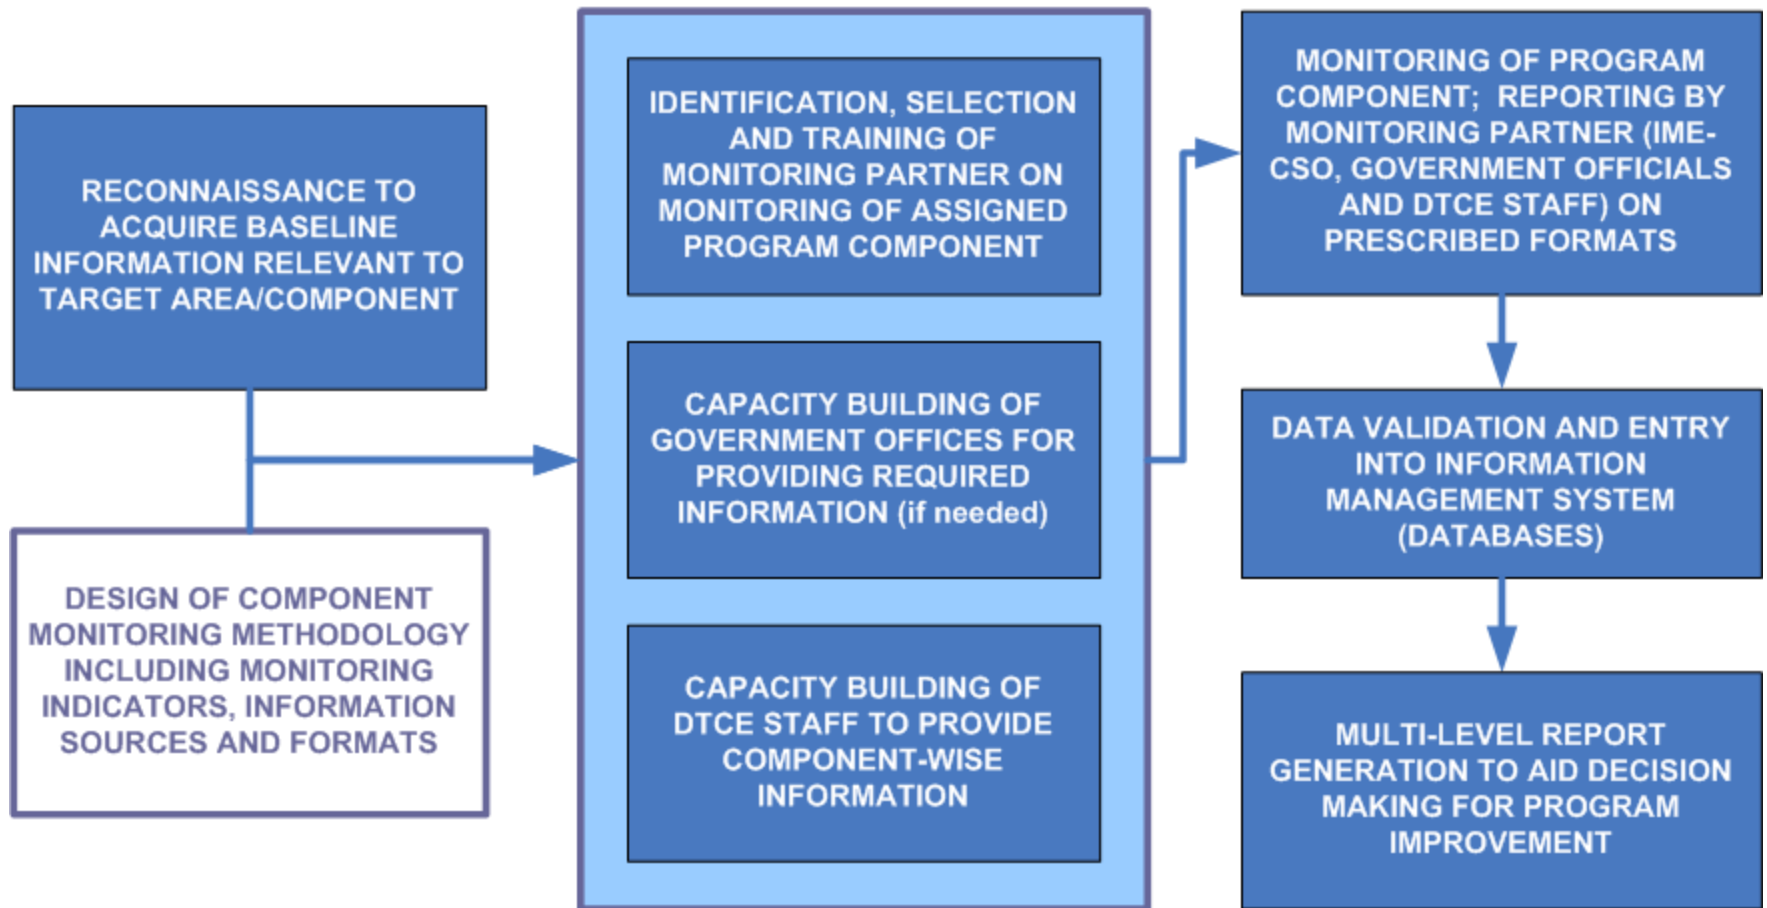 RECONNAISSANCE TO
ACQUIRE BASELINE
INFORMATION RELEVANT TO
TARGET AREA/COMPONENT
DESIGN OF COMPONENT
MONITORING METHODOLOGY
INCLUDING MONITORING
INDICATORS, INFORMATION
SOURCES AND FORMATS
IDENTIFICATION, SELECTION
AND TRAINING OF
MONITORING PARTNER ON
MONITORING OF ASSIGNED
PROGRAM COMPONENT
CAPACITY BUILDING OF
GOVERNMENT OFFICES FOR
PROVIDING REQUIRED
INFORMATION (if needed)
CAPACITY BUILDING OF
DTCE STAFF TO PROVIDE
COMPONENT-WISE
INFORMATION
MONITORING OF PROGRAM
COMPONENT; REPORTING BY
MONITORING PARTNER (IME-
CSO, GOVERNMENT OFFICIALS
AND DTCE STAFF) ON
PRESCRIBED FORMATS
DATA VALIDATION AND ENTRY
INTO INFORMATION
MANAGEMENT SYSTEM
(DATABASES)
MULTI-LEVEL REPORT
GENERATION TO AID DECISION
MAKING FOR PROGRAM
IMPROVEMENT